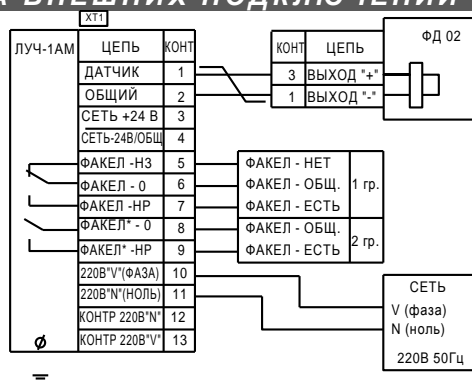 А ВНЕШНИХ ПОДКЛЮЧЕНИЙ
XT1
ЛУЧ-1АМ ЦЕПЬ КОНТ
ДАТЧИК 1
ОБЩИЙ 2
СЕТЬ +24 В 3
СЕТЬ-24В/ОБЩ 4
ФАКЕЛ -НЗ 5
ФАКЕЛ - 0 6
ФАКЕЛ -НР 7
ФАКЕЛ* - 0 8
ФАКЕЛ* -НР 9
220В"V"(ФАЗА) 10
220В"N"(НОЛЬ) 11
КОНТР 220В"N" 12
КОНТР 220В"V" 13
КОНТ ЦЕПЬ
3 ВЫХОД "+"
1 ВЫХОД "-"
ФД 02
ФАКЕЛ - НЕТ
ФАКЕЛ - ОБЩ.
ФАКЕЛ - ЕСТЬ
1 гр.
ФАКЕЛ - ОБЩ.
ФАКЕЛ - ЕСТЬ
2 гр.
СЕТЬ
V (фаза)
N (ноль)
220В 50Гц